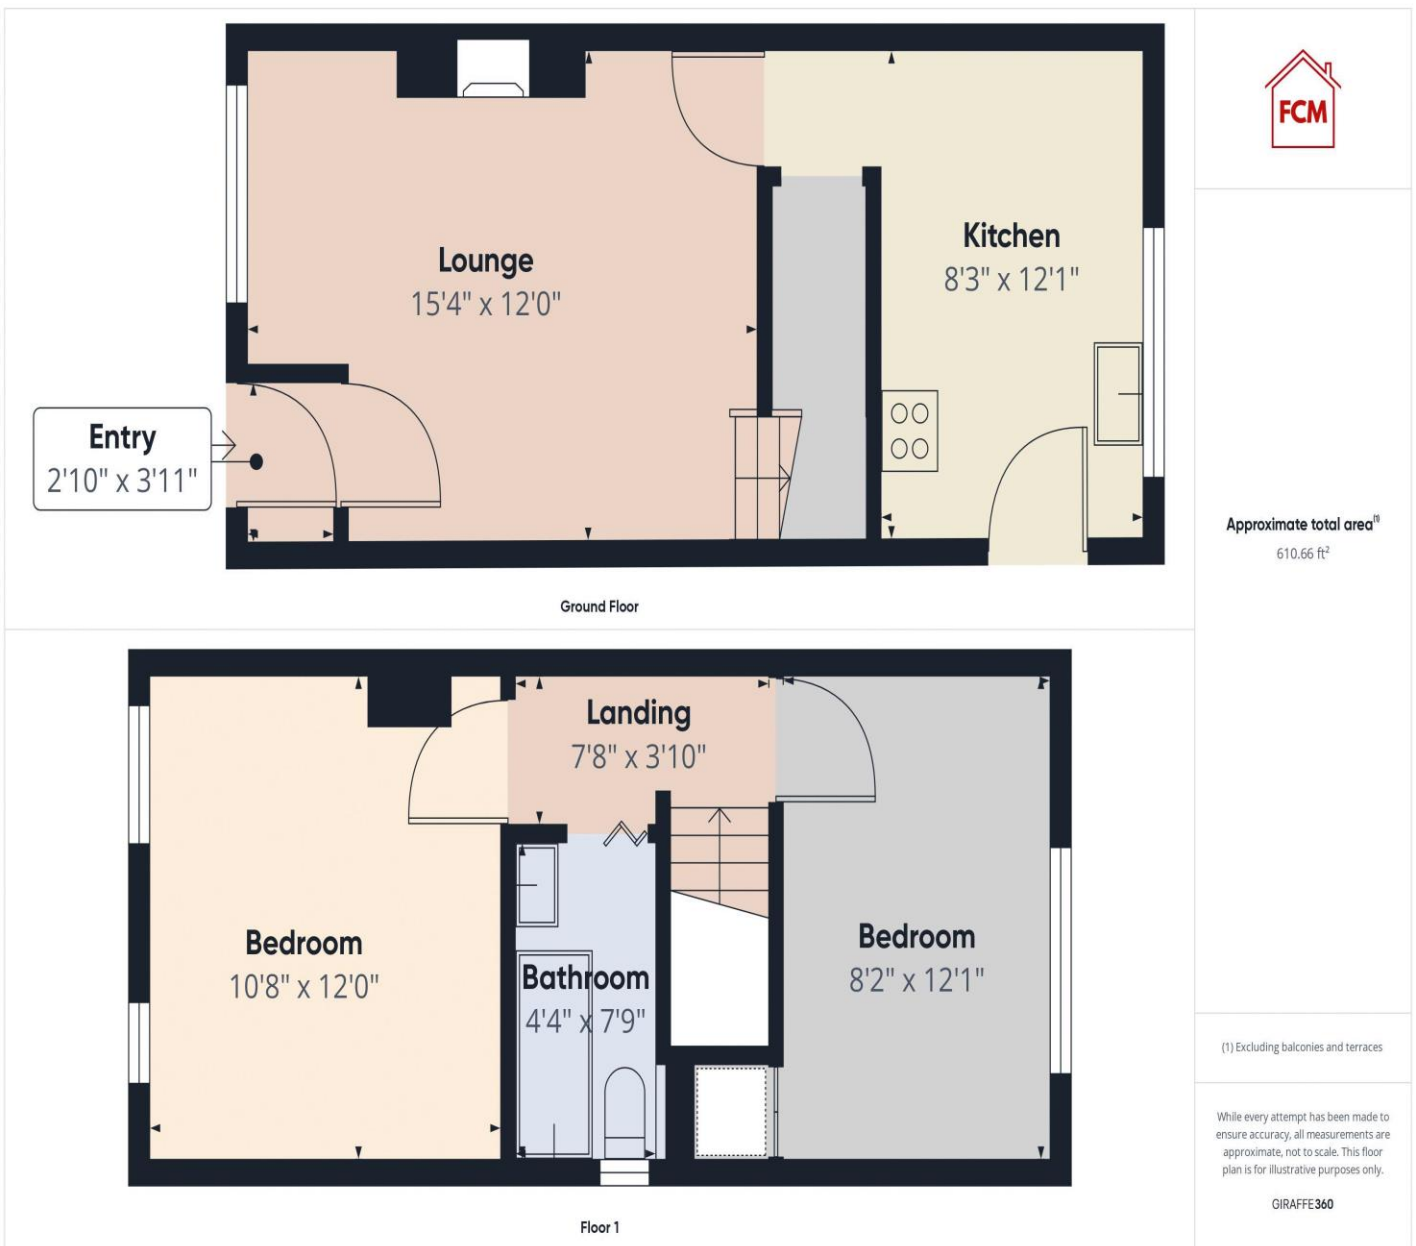 FCM
Lounge
15'4" x 12'0"
Kitchen
8'3" x 12'1"
Entry
2'10" x 3'11"
Ground Floor
Approximate total area(1)
610.66 ft²
Landing
7'8" x 3'10"
Bedroom
10'8" x 12'0"
Bathroom
4'4" x 7'9"
Bedroom
8'2" x 12'1"
Floor 1
(1) Excluding balconies and terraces
While every attempt has been made to
ensure accuracy, all measurements are
approximate, not to scale. This floor
plan is for illustrative purposes only.
GIRAFFE360